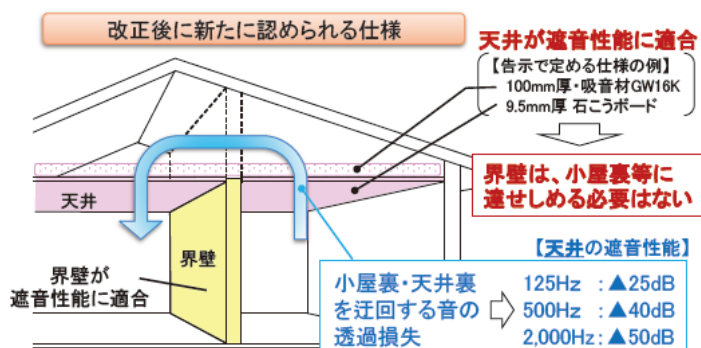 改正後に新たに認められる仕様
天井が遮音性能に適合
【告示で定める仕様の例】
100mm厚・吸音材GW16K
9.5mm厚 石こうボード
界壁は、小屋裏等に
達せしめる必要はない
天井
界壁
界壁が
遮音性能に適合
【天井の遮音性能】
小屋裏・天井裏
を迂回する音の
透過損失
125Hz :▲25dB
500Hz :▲40dB
2,000Hz:▲50dB